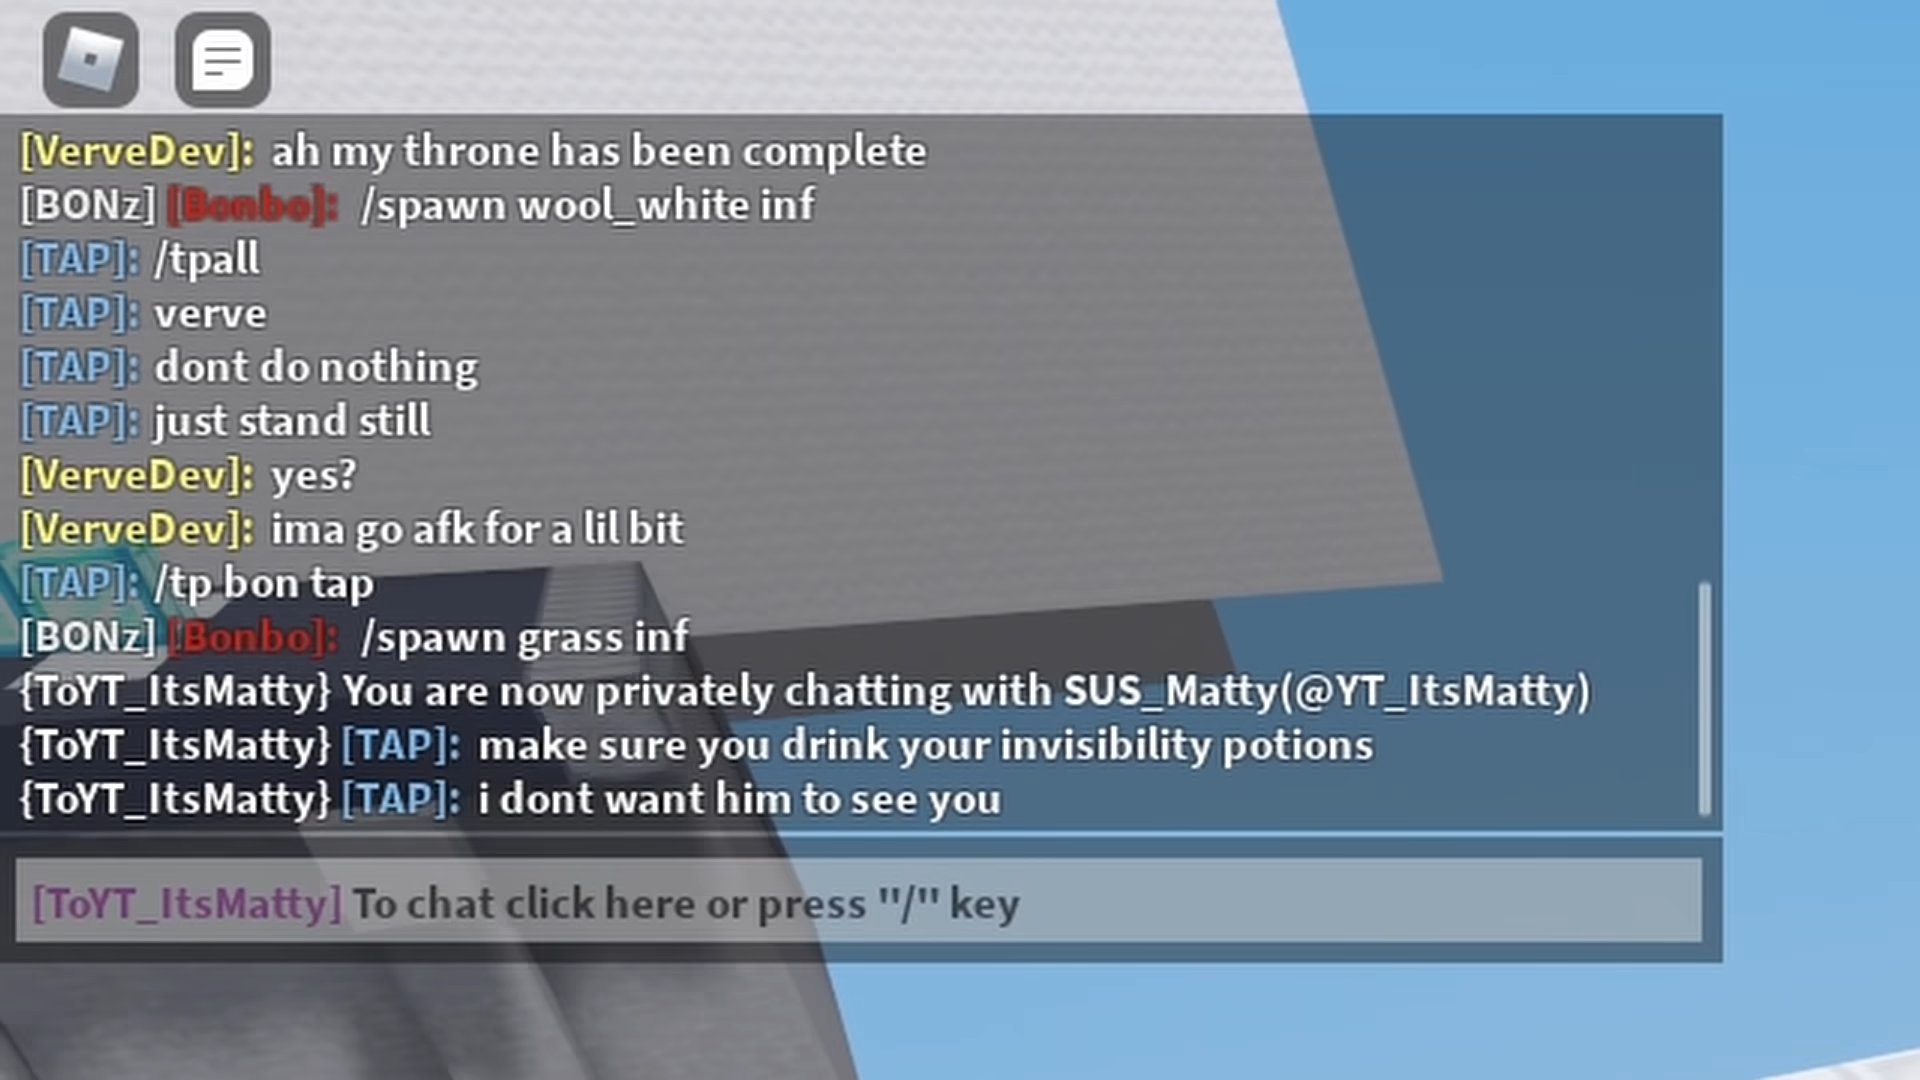 [VerveDev]: ah my throne has been complete
[BONz] [Bonbo]: /spawn wool_white inf
[TAP]: /tpall
[TAP]: verve
[TAP]: dont do nothing
[TAP]: just stand still
[VerveDev]: yes?
[VerveDev]: ima go afk for a lil bit
[TAP]: /tp bon tap
[BONz] [Bonbo]: /spawn grass inf
{ToYT_ItsMatty} You are now privately chatting with SUS_Matty(@YT_ItsMatty)
{ToYT_ItsMatty} [TAP]: make sure you drink your invisibility potions
{ToYT_ItsMatty} [TAP]: i dont want him to see you
[ToYT_ItsMatty] To chat click here or press "/" key